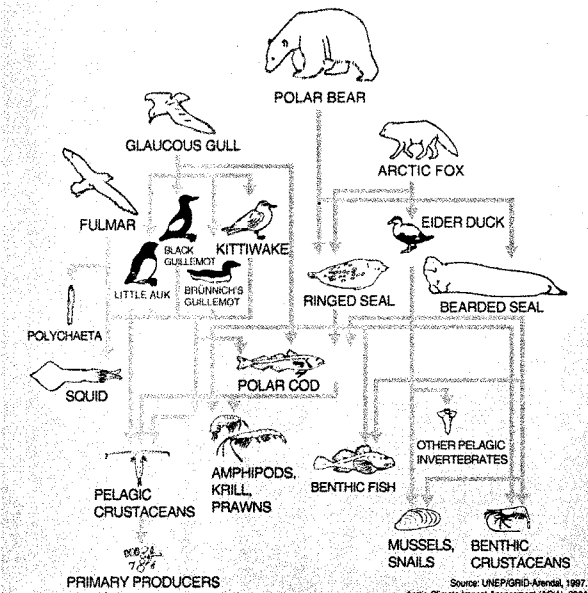 POLAR BEAR
GLAUCOUS GULL
ARCTIC FOX
FULMAR
BLACK
GUILLEMOT
KITTIWAKE
EIDER DUCK
LITTLE AUK
BRÜNNICH'S
GUILLEMOT
RINGED SEAL
BEARDED SEAL
POLYCHAETA
POLAR COD
SQUID
OTHER PELAGIC
INVERTEBRATES
PELAGIC
CRUSTACEANS
AMPHIPODS,
KRILL,
PRAWNS
BENTHIC FISH
MUSSELS,
SNAILS
BENTHIC
CRUSTACEANS
PRIMARY PRODUCERS
Source: UNEP/GRID-Arendal, 1997.